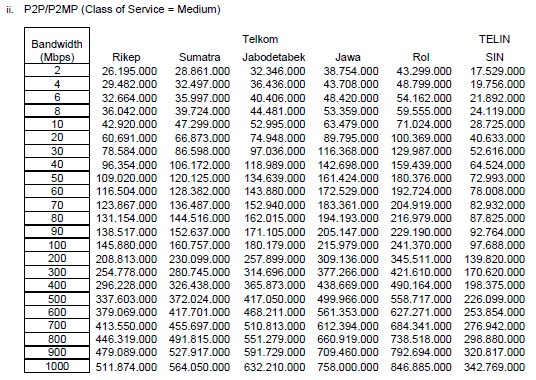 ii. P2P/P2MP (Class of Service = Medium)
Telkom TELIN
Bandwidth
(Mbps) Rikep Sumatra Jabodetabek Jawa Rol SIN
2 26.195.000 28.861.000 32.346.000 38.754.000 43.299.000 17.529.000
4 29.482.000 32.497.000 36.436.000 43.708.000 48.799.000 19.756.000
6 32.664.000 35.997.000 40.406.000 48.420.000 54.162.000 21.892.000
8 36.042.000 39.724.000 44.481.000 53.359.000 59.555.000 24.119.000
10 42.920.000 47.299.000 52.995.000 63.479.000 71.024.000 28.725.000
20 60.691.000 66.873.000 74.948.000 89.795.000 100.369.000 40.633.000
30 78.584.000 86.598.000 97.036.000 116.368.000 129.987.000 52.616.000
40 96.354.000 106.172.000 118.989.000 142.698.000 159.439.000 64.524.000
50 109.020.000 120.125.000 134.639.000 161.424.000 180.376.000 72.993.000
60 116.504.000 128.382.000 143.880.000 172.529.000 192.724.000 78.008.000
70 123.867.000 136.487.000 152.940.000 183.361.000 204.919.000 82.932.000
80 131.154.000 144.516.000 162.015.000 194.193.000 216.979.000 87.825.000
90 138.517.000 152.637.000 171.105.000 205.147.000 229.190.000 92.764.000
100 145.880.000 160.757.000 180.179.000 215.979.000 241.370.000 97.688.000
200 208.813.000 230.099.000 257.899.000 309.136.000 345.511.000 139.820.000
300 254.778.000 280.745.000 314.696.000 377.266.000 421.610.000 170.620.000
400 296.228.000 326.438.000 365.873.000 438.669.000 490.164.000 198.375.000
500 337.603.000 372.024.000 417.050.000 499.966.000 558.717.000 226.099.000
600 379.069.000 417.701.000 468.211.000 561.353.000 627.271.000 253.854.000
700 413.550.000 455.697.000 510.813.000 612.394.000 684.341.000 276.942.000
800 446.319.000 491.815.000 551.279.000 660.919.000 738.518.000 298.880.000
900 479.089.000 527.917.000 591.729.000 709.460.000 792.694.000 320.817.000
1000 511.874.000 564.050.000 632.210.000 758.000.000 846.885.000 342.769.000